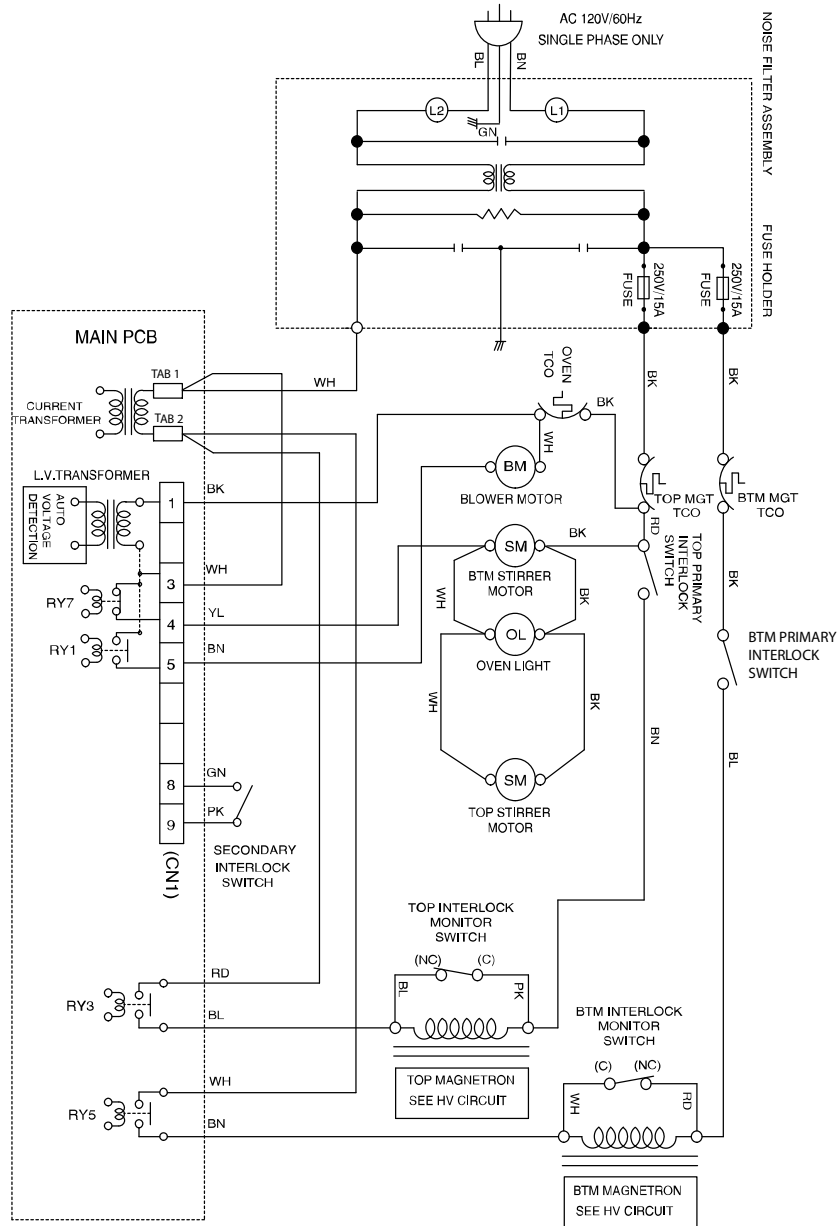 AC 120V/60Hz
SINGLE PHASE ONLY
NOISE FILTER ASSEMBLY
BL
BN
L2
L1
GN
FUSE HOLDER
250V/15A
FUSE
250V/15A
FUSE
MAIN PCB
TAB 1
WH
OVEN
TCO
BK
BK
BK
CURRENT
TRANSFORMER
TAB 2
WH
L.V.TRANSFORMER
BM
BLOWER MOTOR
TOP MGT
TCO
BTM MGT
TCO
AUTO
VOLTAGE
DETECTION
1
BK
RD
SM
BTM STIRRER
MOTOR
BK
TOP PRIMARY
INTERLOCK
SWITCH
BK
3
WH
RY7
4
YL
WH
BK
OL
OVEN LIGHT
BTM PRIMARY
INTERLOCK
SWITCH
RY1
5
BN
WH
BK
BN
BL
8
GN
SM
TOP STIRRER
MOTOR
9
PK
(CN1)
SECONDARY
INTERLOCK
SWITCH
TOP INTERLOCK
MONITOR
SWITCH
(NC)
(C)
RD
BL
PK
RY3
BL
BTM INTERLOCK
MONITOR
SWITCH
(C)
(NC)
TOP MAGNETRON
SEE HV CIRCUIT
WH
WH
RD
RY5
BN
BTM MAGNETRON
SEE HV CIRCUIT